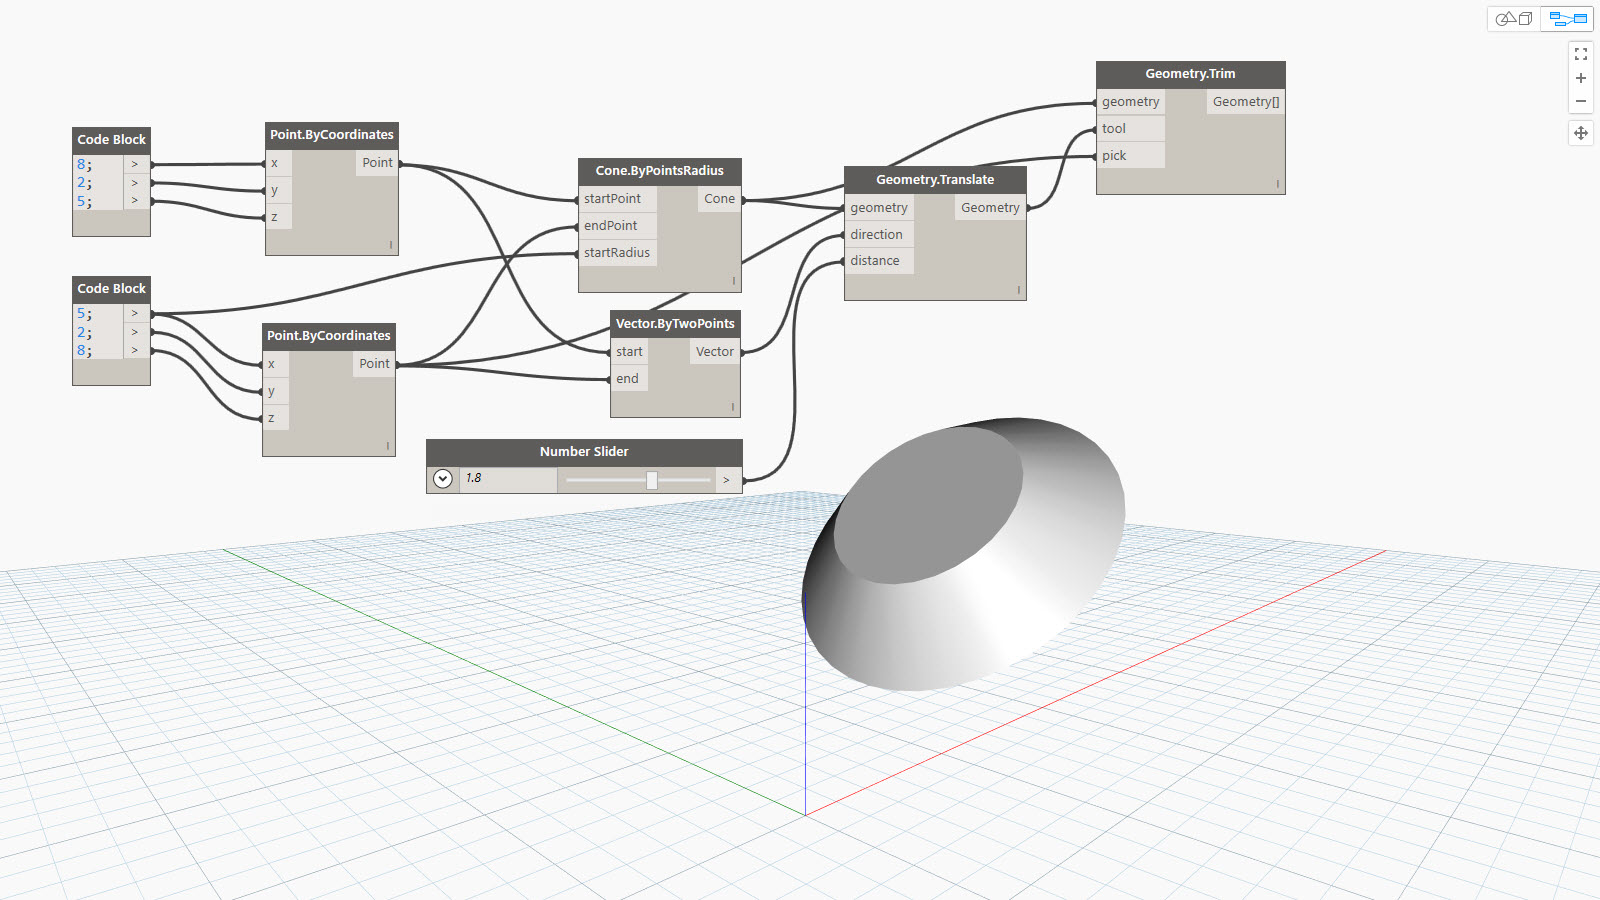 Code Block
8; >
2; >
5; >
Point.ByCoordinates
x Point
y
z
Code Block
5; >
2; >
8; >
Point.ByCoordinates
x Point
y
z
Cone.ByPointsRadius
startPoint Cone
endPoint
startRadius
Vector.ByTwoPoints
start Vector
end
Number Slider
1.8 >
Geometry.Translate
geometry Geometry
direction
distance
Geometry.Trim
geometry Geometry[]
tool
pick